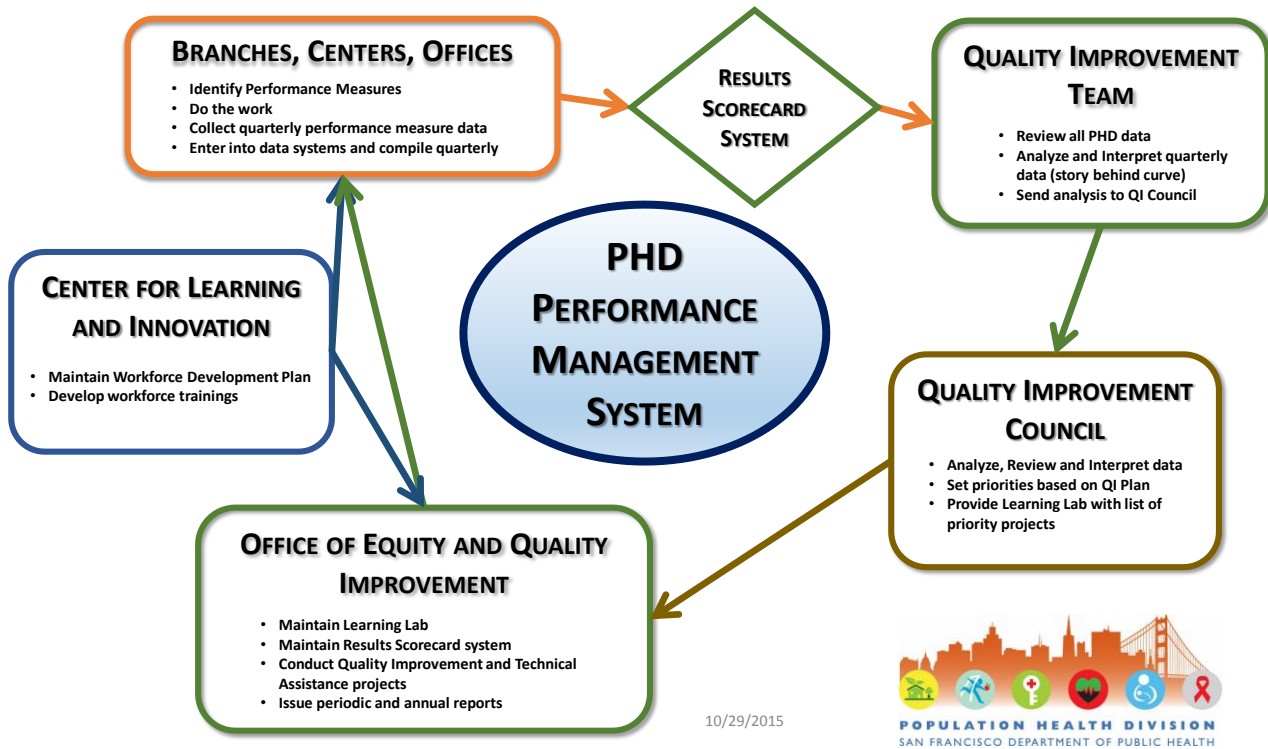 BRANCHES, CENTERS, OFFICES
• Identify Performance Measures
• Do the work
• Collect quarterly performance measure data
• Enter into data systems and compile quarterly
RESULTS
SCORECARD
SYSTEM
QUALITY IMPROVEMENT
TEAM
• Review all PHD data
• Analyze and Interpret quarterly
data (story behind curve)
• Send analysis to QI Council
CENTER FOR LEARNING
AND INNOVATION
• Maintain Workforce Development Plan
• Develop workforce trainings
PHD
PERFORMANCE
MANAGEMENT
SYSTEM
QUALITY IMPROVEMENT
COUNCIL
• Analyze, Review and Interpret data
• Set priorities based on QI Plan
• Provide Learning Lab with list of
priority projects
OFFICE OF EQUITY AND QUALITY
IMPROVEMENT
• Maintain Learning Lab
• Maintain Results Scorecard system
• Conduct Quality Improvement and Technical
Assistance projects
• Issue periodic and annual reports
10/29/2015
POPULATION HEALTH DIVISION
SAN FRANCISCO DEPARTMENT OF PUBLIC HEALTH